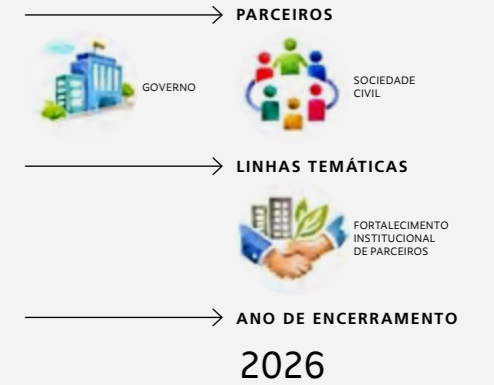 PARCEIROS
GOVERNO
SOCIEDADE
CIVIL
LINHAS TEMÁTICAS
FORTALECIMENTO
INSTITUCIONAL
DE PARCEIROS
ANO DE ENCERRAMENTO
2026